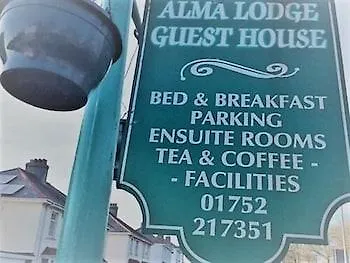 ALMA LODGE
GUEST HOUSE
BED & BREAKFAST
PARKING
ENSUITE ROOMS
TEA & COFFEE -
- FACILITIES
01752
217351